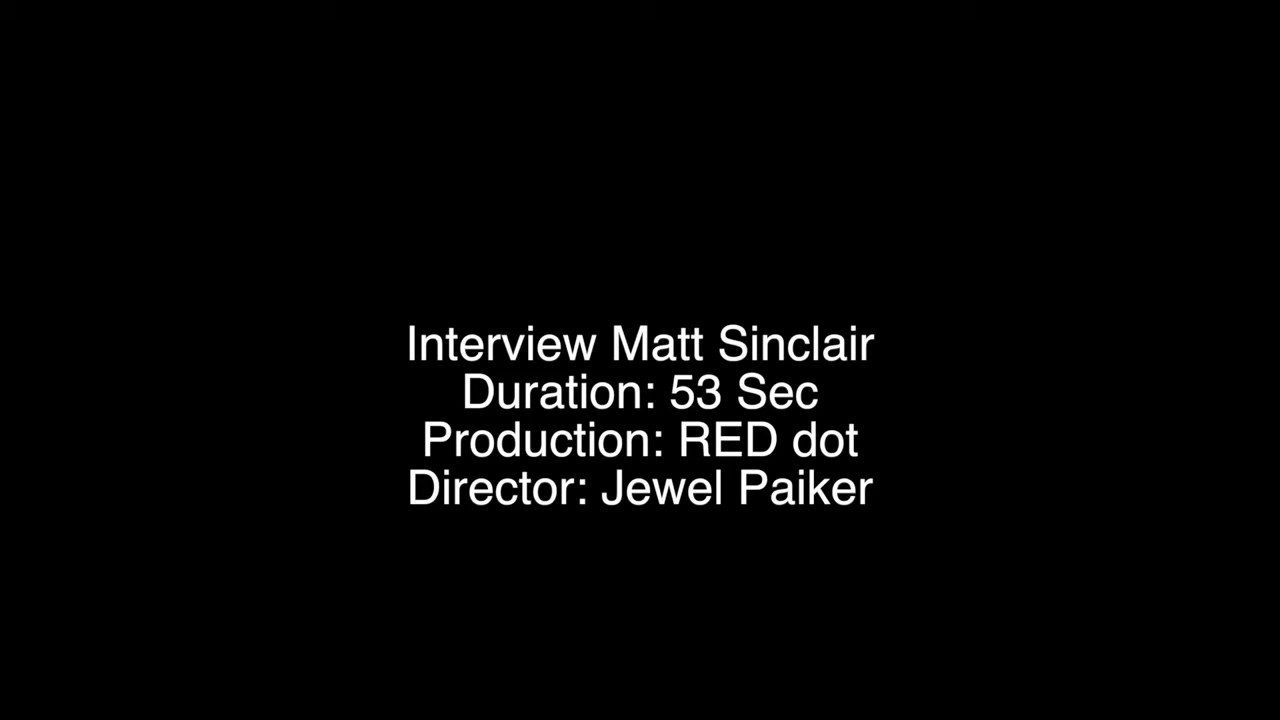 Interview Matt Sinclair
Duration: 53 Sec
Production: RED dot
Director: Jewel Paiker